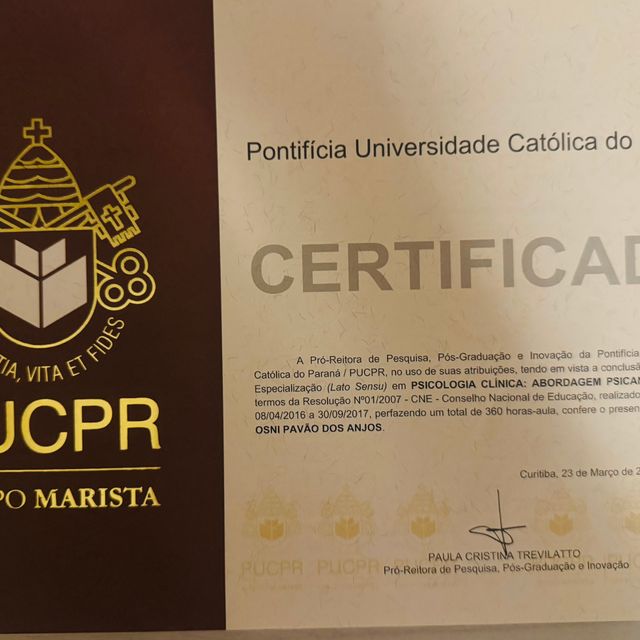 TIA, VITA ET FIDES
UCPR
PO MARISTA
Pontifícia Universidade Católica do
CERTIFICAD
A Pró-Reitora de Pesquisa, Pós-Graduação e Inovação da Pontifícia
Católica do Paraná / PUCPR, no uso de suas atribuições, tendo em vista a conclusã
Especialização (Lato Sensu) em PSICOLOGIA CLÍNICA: ABORDAGEM PSICAN
termos da Resolução Nº01/2007 - CNE - Conselho Nacional de Educação, realizado
08/04/2016 a 30/09/2017, perfazendo um total de 360 horas-aula, confere o presen
OSNI PAVÃO DOS ANJOS.
Curitiba, 23 de Março de 2
PUCPR PUCPR PUCPR
PAULA CRISTINA TREVILATTO
Pró-Reitora de Pesquisa, Pós-Graduação e Inovação